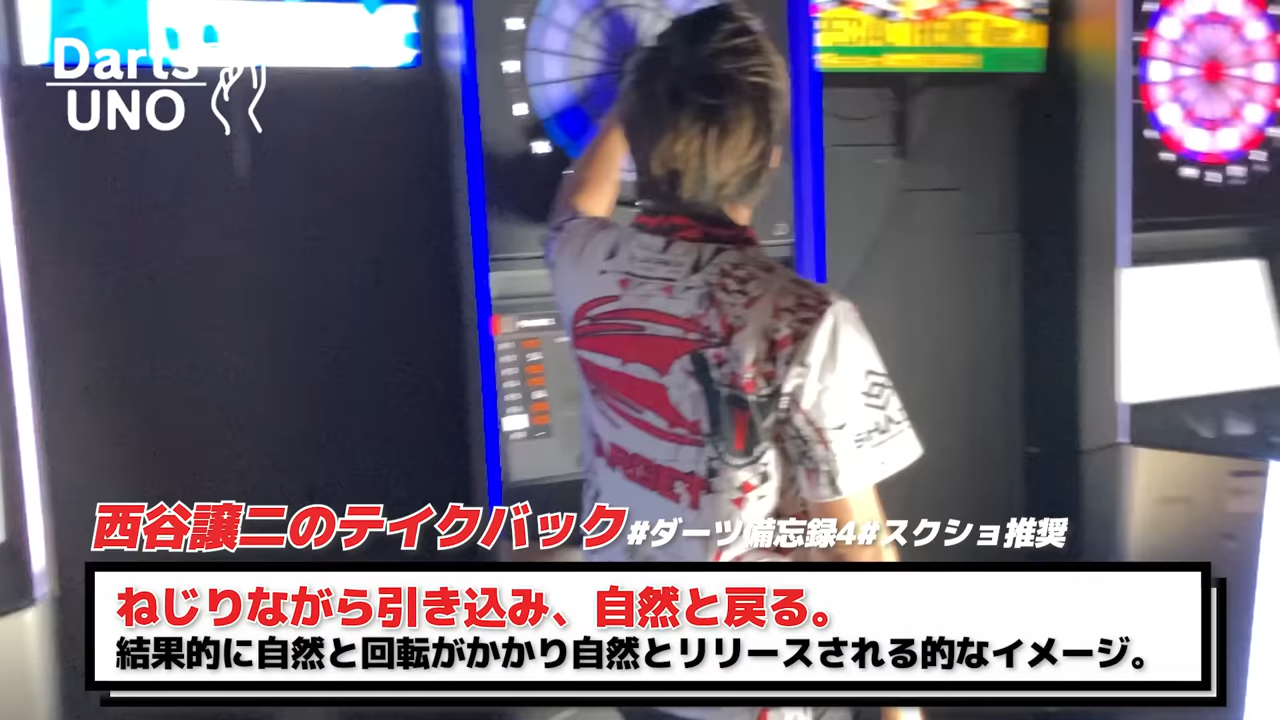 Darts
UNO
SPECIAL THEME
TARGET
西谷譲二のテイクバック#ダーツ備忘録4#スクショ推奨
ねじりながら引き込み、自然と戻る。
結果的に自然と回転がかかり自然とリリースされる的なイメージ。